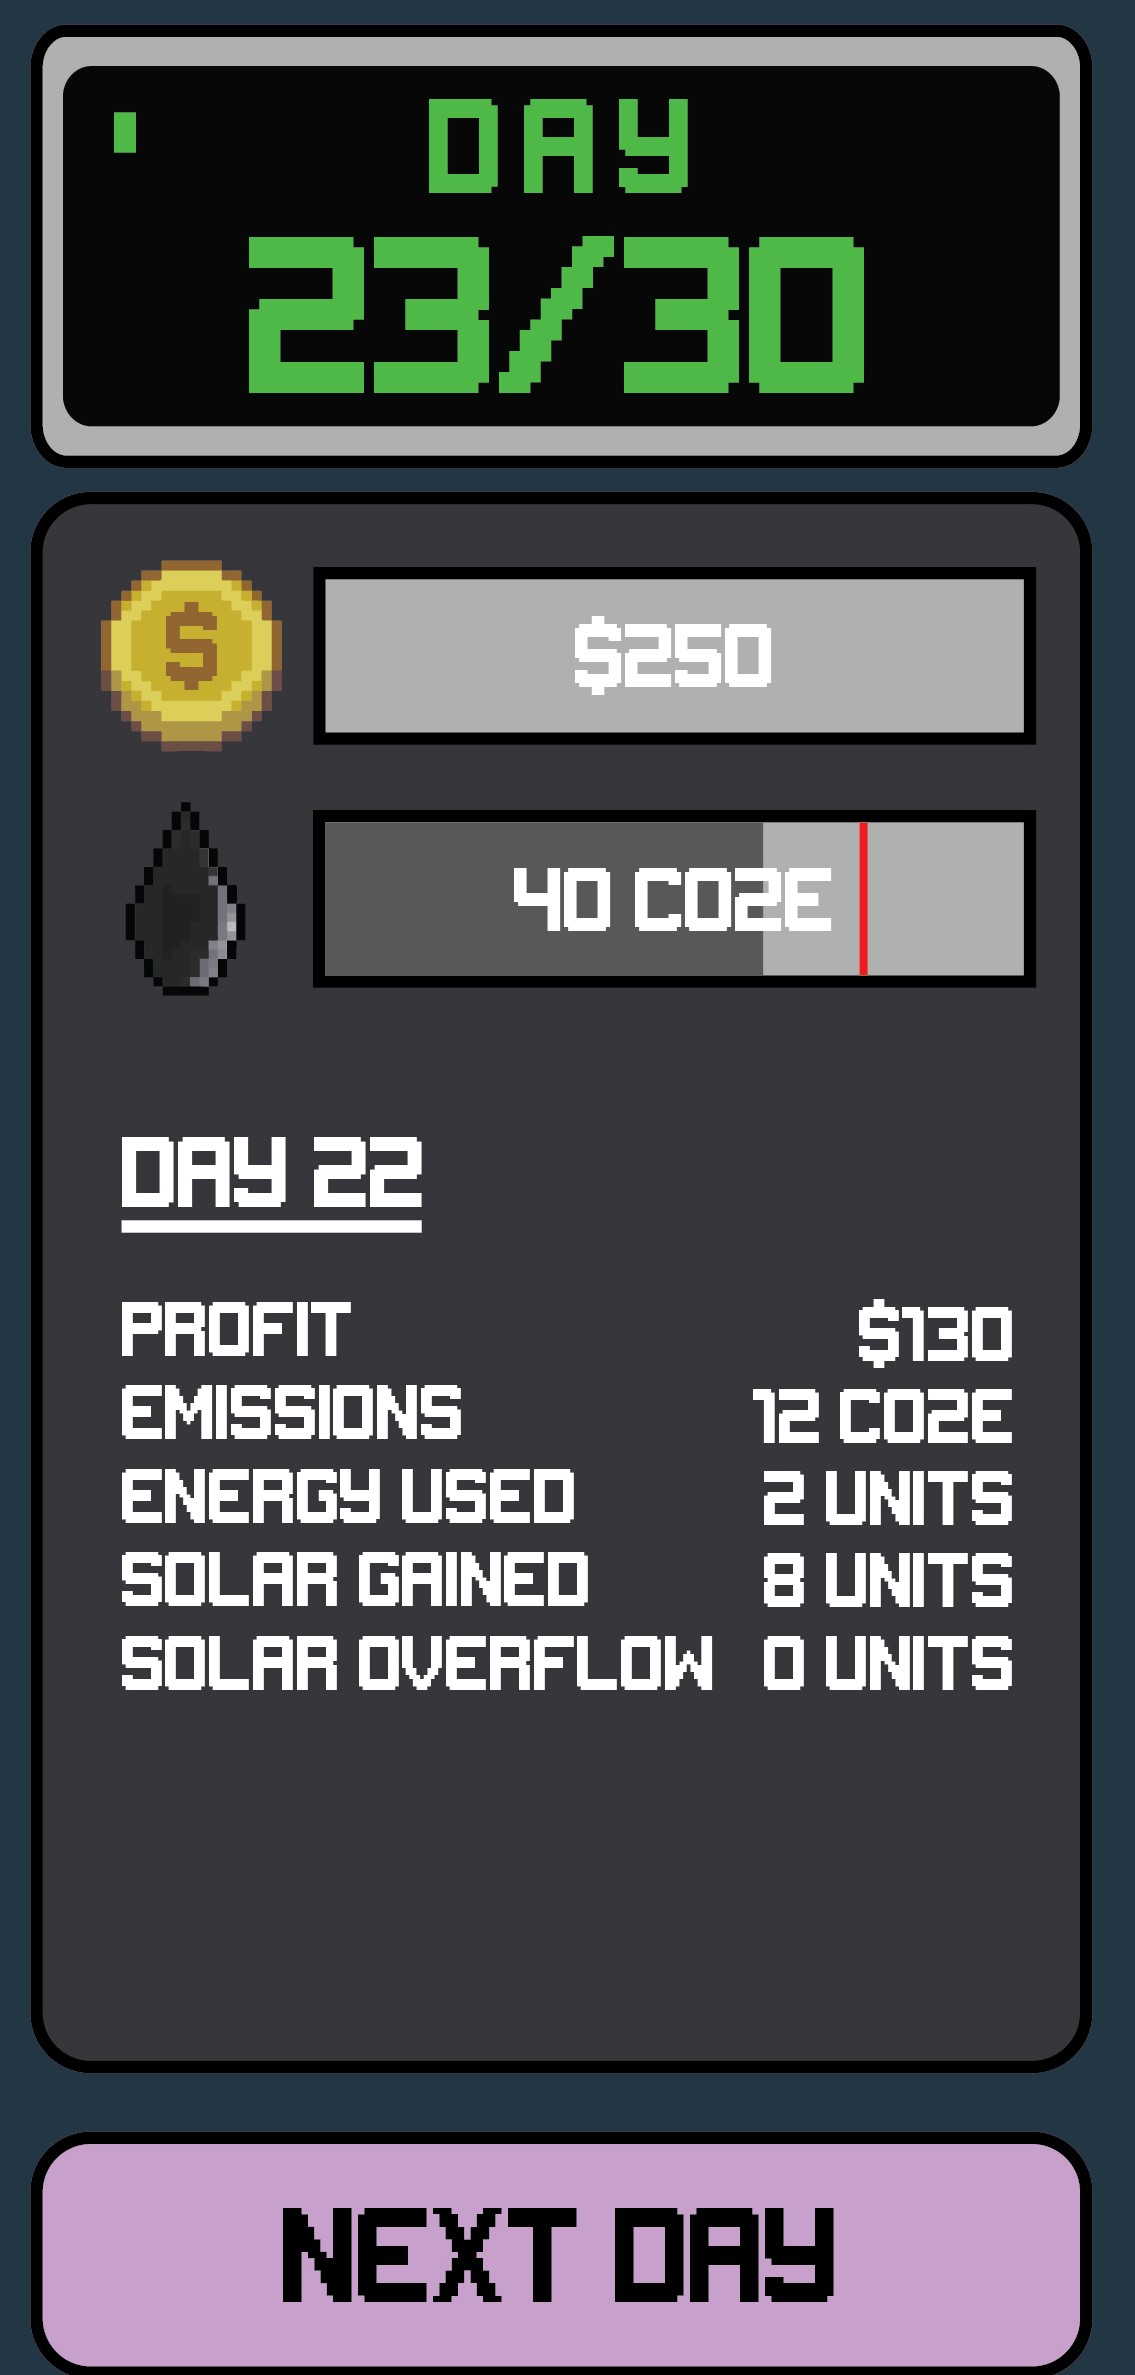 DAY
23/30
$
$250
40 CO2E
DAY 22
PROFIT $130
EMISSIONS 12 CO2E
ENERGY USED 2 UNITS
SOLAR GAINED 8 UNITS
SOLAR OVERFLOW 0 UNITS
NEXT DAY